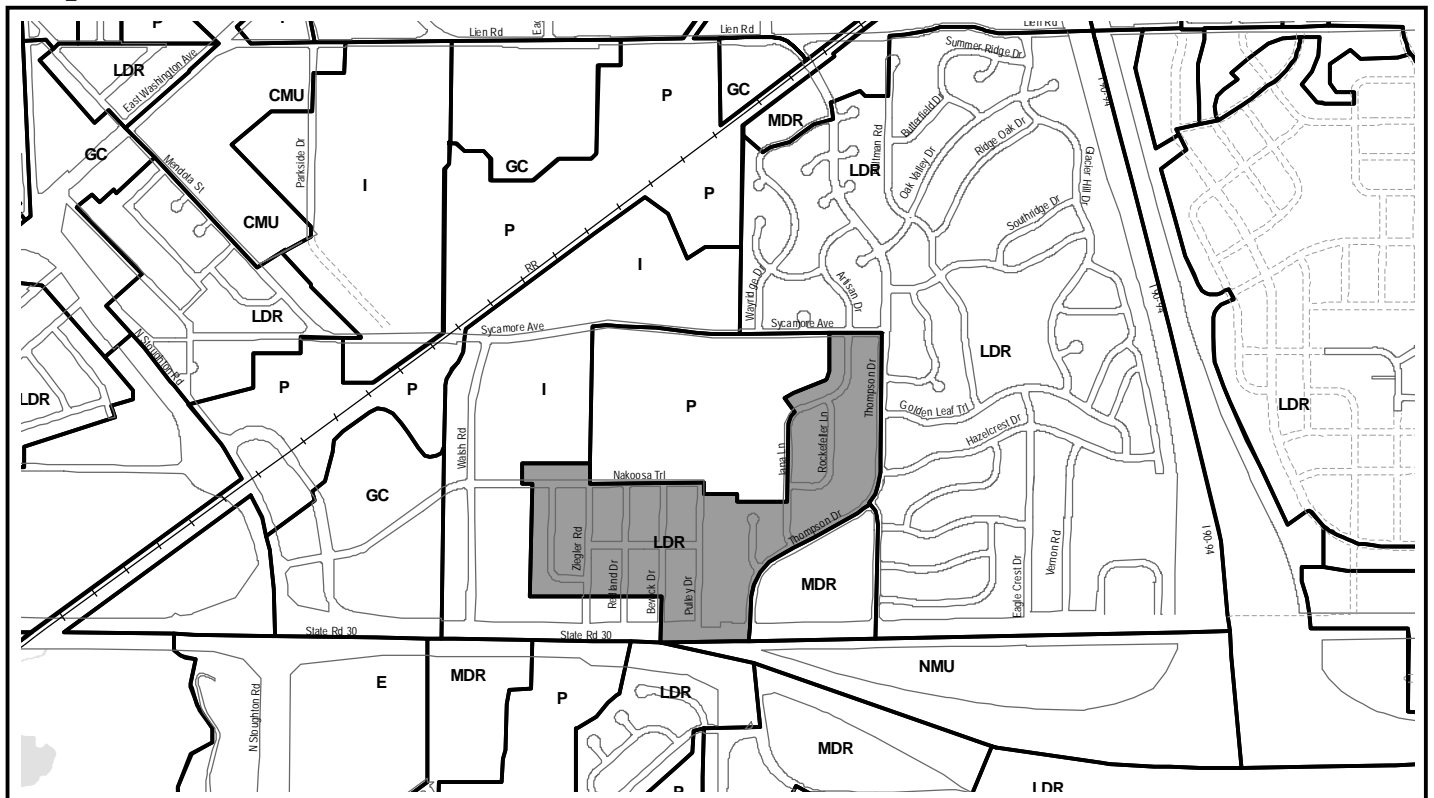 P
Lien Rd
Lien Rd
Lien Rd
LDR
East Washington Ave
CMU
P
GC
Summer Ridge Dr
I 90-94
MDR
Butterfield Dr
Ridge Oak Dr
GC
Mendota St
Parkside Dr
GC
LDR
Oak Valley Dr
Glacier Hill Dr
I
P
CMU
P
Southridge Dr
RR
I
Wayridge Dr
Artisan Dr
I 90-94
LDR
Sycamore Ave
Sycamore Ave
N Stoughton Rd
LDR
LDR
P
P
I
P
Thompson Dr
Golden Leaf Trl
LDR
Rockefeller Ln
Hazelcrest Dr
Walsh Rd
Jana Ln
Nakoosa Trl
GC
Thompson Dr
I 90-94
Ziegler Rd
LDR
Vernon Rd
MDR
Eagle Crest Dr
Pulley Dr
State Rd 30
State Rd 30
E
MDR
P
LDR
NMU
N Stoughton Rd
MDR
P
LDR